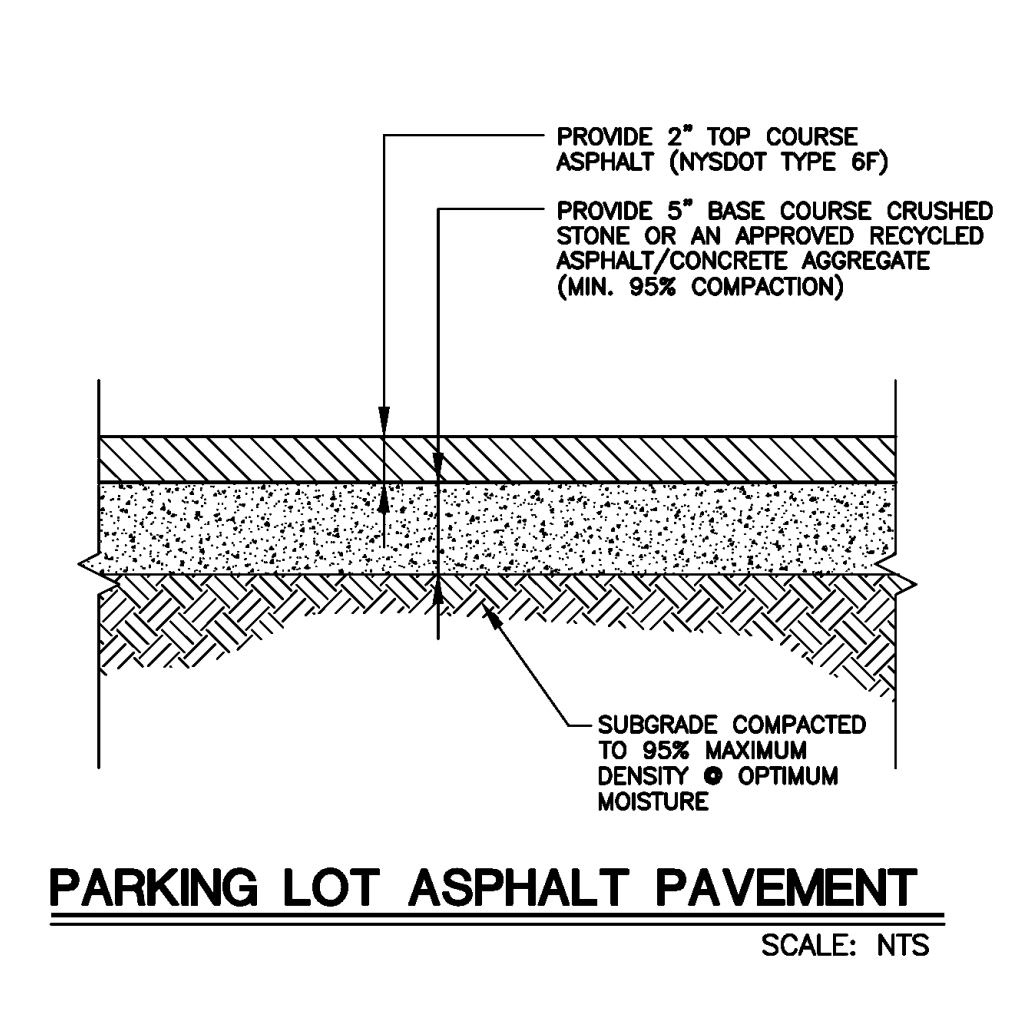 PROVIDE 2" TOP COURSE
ASPHALT (NYSDOT TYPE 6F)
PROVIDE 5" BASE COURSE CRUSHED
STONE OR AN APPROVED RECYCLED
ASPHALT/CONCRETE AGGREGATE
(MIN. 95% COMPACTION)
SUBGRADE COMPACTED
TO 95% MAXIMUM
DENSITY @ OPTIMUM
MOISTURE
PARKING LOT ASPHALT PAVEMENT
SCALE: NTS